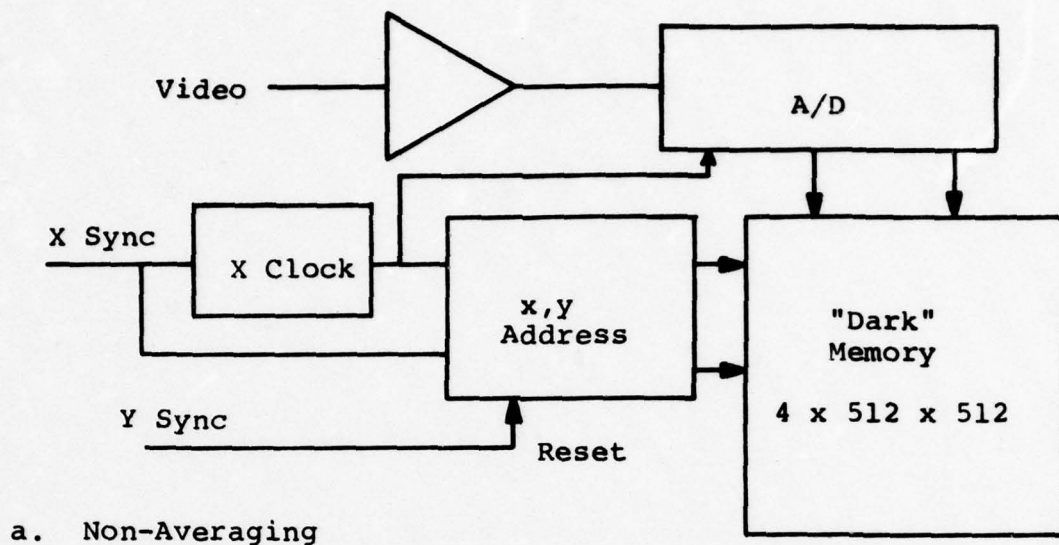 Video
A/D
X Sync
X Clock
x,y
Address
"Dark"
Memory
4 x 512 x 512
Y Sync
Reset
a. Non-Averaging